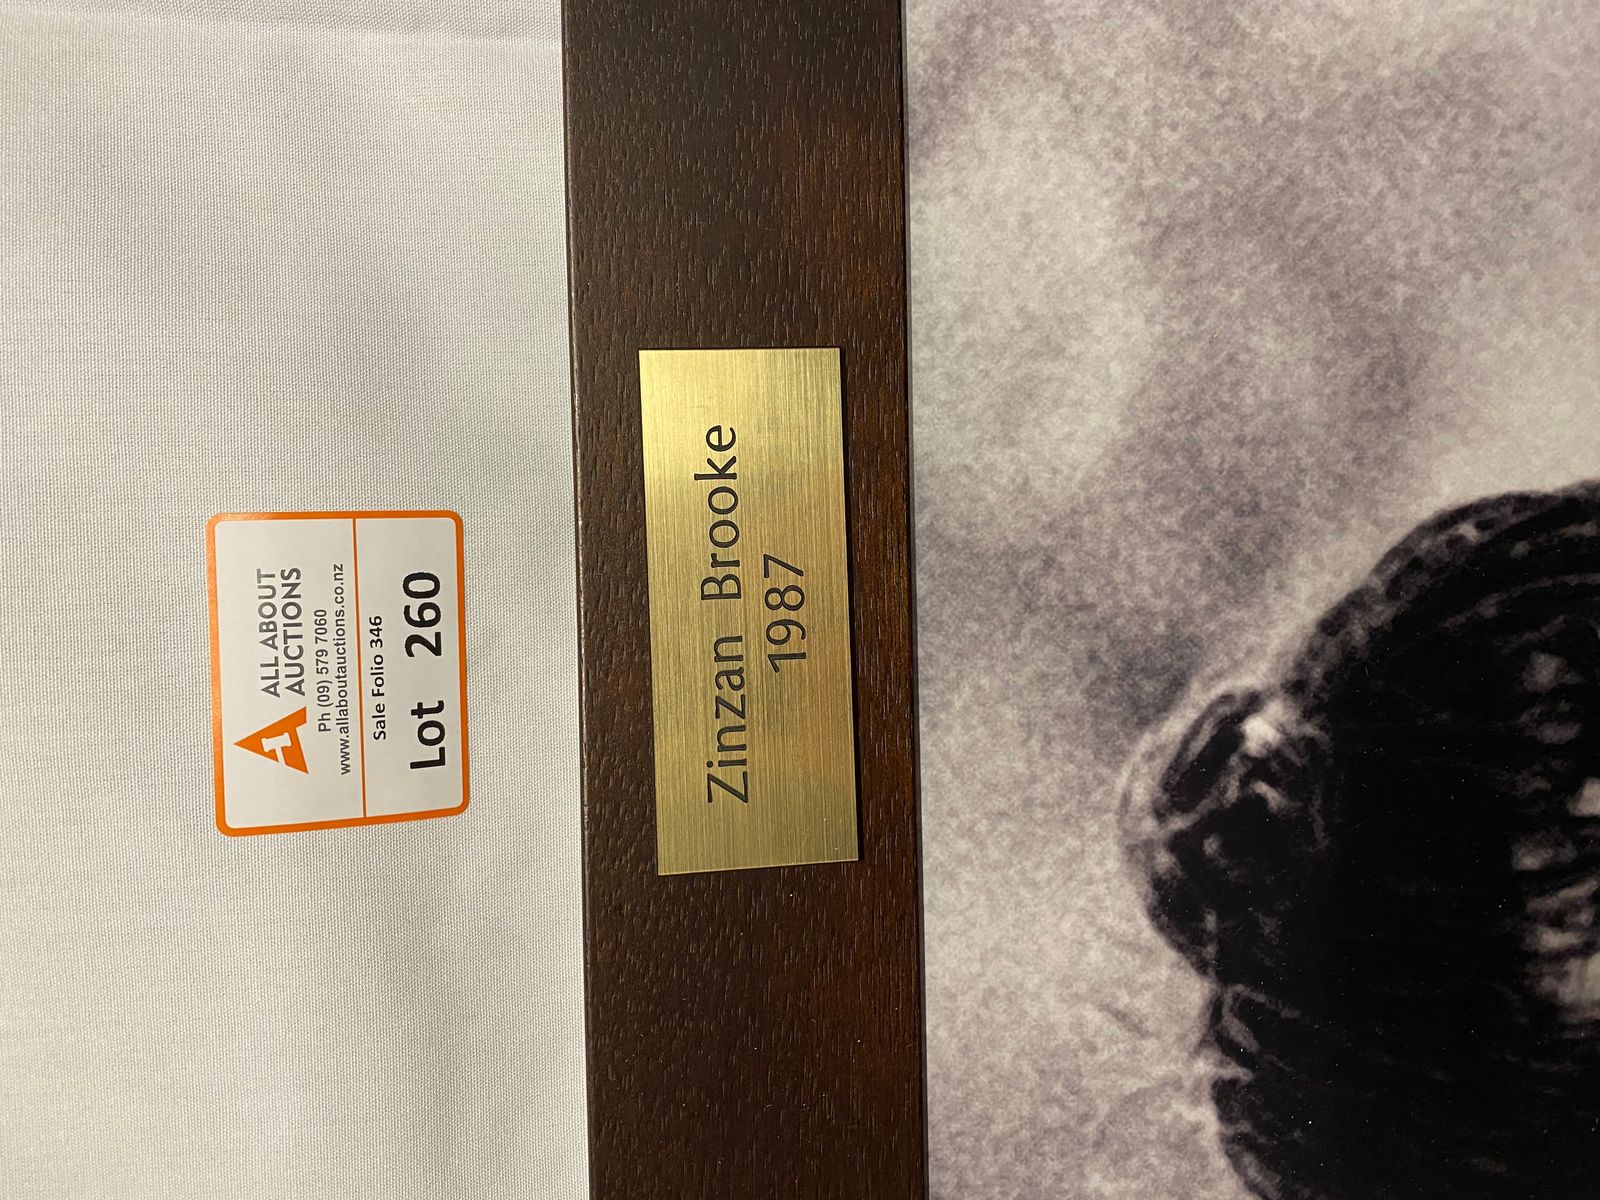 ALL ABOUT
AUCTIONS
Ph (09) 579 7060
www.allaboutauctions.co.nz
Sale Folio 346
Lot 260
Zinzan Brooke
1987